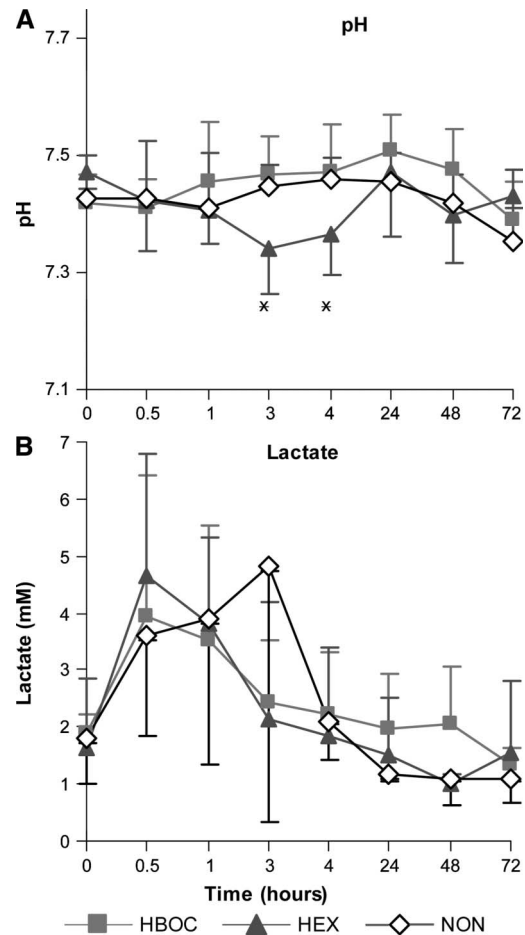 A
pH
7.7
7.5
pH
7.3
* *
7.1
0 0.5 1 3 4 24 48 72
B
Lactate
7
6
5
4
Lactate (mM)
3
2
1
0
0 0.5 1 3 4 24 48 72
Time (hours)
HBOC HEX NON